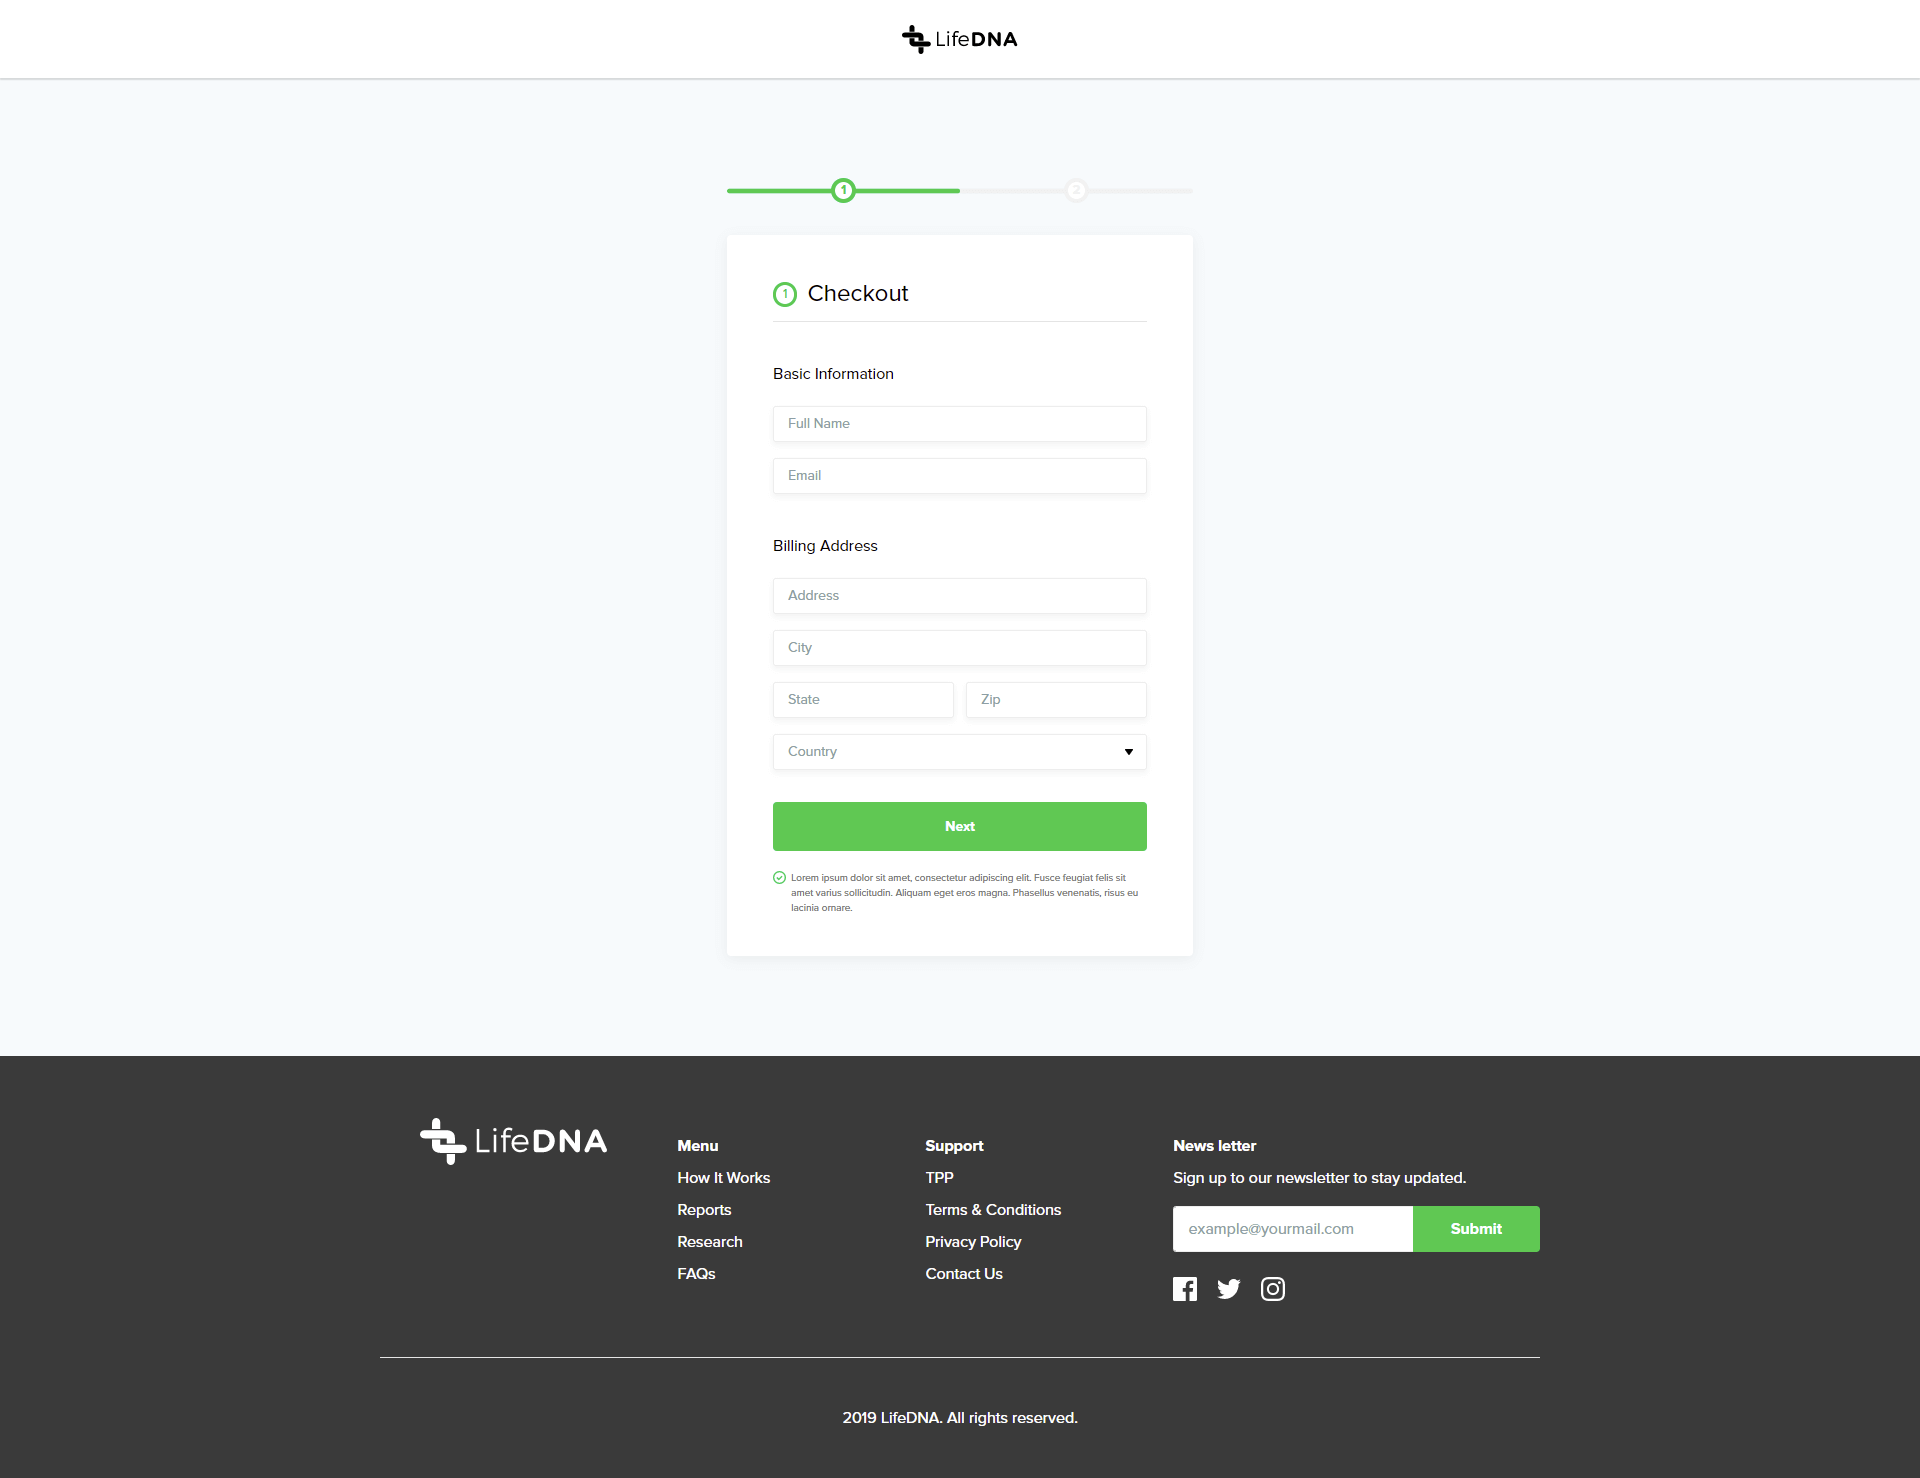 LifeDNA
1
2
1 Checkout
Basic Information
Full Name
Email
Billing Address
Address
City
State
Zip
Country
Next
Lorem ipsum dolor sit amet, consectetur adipiscing elit. Fusce feugiat felis sit
amet varius sollicitudin. Aliquam eget eros magna. Phasellus venenatis, risus eu
lacinia ornare.
LifeDNA
Menu
How It Works
Reports
Research
FAQs
Support
TPP
Terms & Conditions
Privacy Policy
Contact Us
News letter
Sign up to our newsletter to stay updated.
example@yourmail.com
Submit
2019 LifeDNA. All rights reserved.